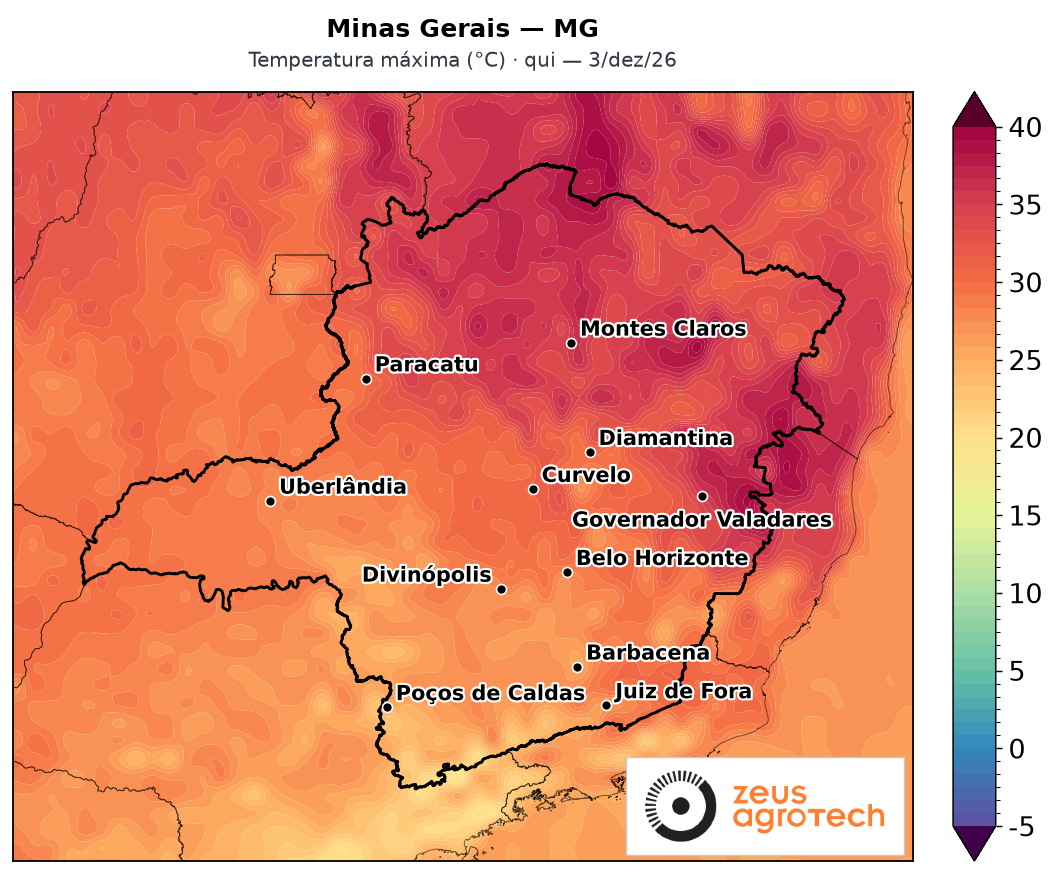 Minas Gerais — MG
Temperatura máxima (°C) · qui — 3/dez/26
40
35
30
25
20
15
10
5
0
-5
Montes Claros
Paracatu
Diamantina
Curvelo
Uberlândia
Governador Valadares
Belo Horizonte
Divinópolis
Barbacena
Poços de Caldas
Juiz de Fora
zeus
agrotech